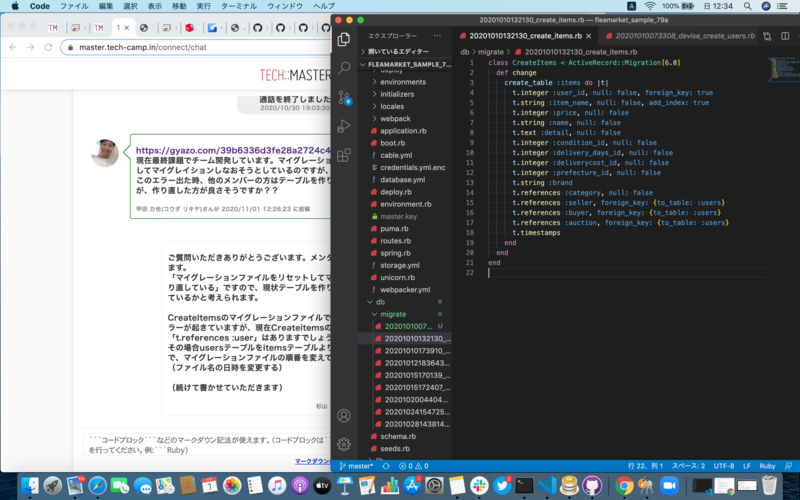 Code ファイル 編集 選択 表示 移動 実行 ターミナル ウィンドウ ヘルプ
100% 日 12:34
master.tech-camp.in/connect/chat
TECH::MASTER
通話を終了しました
2020/10/30 19:03:30
https://gyazo.com/39b6336d3fe28a2724c4
現在最終課題でチーム開発しています。マイグレーション
してマイグレイションしなおそうとしているのですが、
このエラー出た時、他のメンバーの方はテーブルを作り
が、作り直した方が良さそうですか？？
甲田 力也(コウダ リキヤ)さんが 2020/11/01 12:26:23 に投稿
ご質問いただきありがとうございます。メンタ
ます。
「マイグレーションファイルをリセットしてマ
り直している」ですので、現状テーブルを作り
ているかと考えられます。
CreateItemsのマイグレーションファイルで
ラーが起きていますが、現在Createitemsの
「t.references :user」はありますでしょう
その場合usersテーブルをitemsテーブルより
で、マイグレーションファイルの順番を変えて
（ファイル名の日時を変更する）
（続けて書かせていただきます）
杉山
```コードブロック```などのマークダウン記法が使えます。(コードブロックは
を行ってください。例:```Ruby)
マークダウン
20201010132130_create_items.rb — fleamarket_sample_79a
エクスプローラー
開いているエディター
FLEAMARKET_SAMPLE_7...
deploy
environments
initializers
locales
webpack
application.rb
boot.rb
cable.yml
credentials.yml.enc
database.yml
deploy.rb
environment.rb
master.key
puma.rb
routes.rb
spring.rb
storage.yml
unicorn.rb
webpacker.yml
db
migrate
2020101007... U
20201010132130_...
20201010173910_...
20201012183643...
20201015170139_...
20201015172407_...
2020102004404...
20201024154725...
20201028143814...
schema.rb
seeds.rb
20201010132130_create_items.rb
20201010073308_devise_create_users.rb
db > migrate > 20201010132130_create_items.rb
1 class CreateItems < ActiveRecord::Migration[6.0]
2 def change
3 create_table :items do |t|
4 t.integer :user_id, null: false, foreign_key: true
5 t.string :item_name, null: false, add_index: true
6 t.integer :price, null: false
7 t.string :name, null: false
8 t.text :detail, null: false
9 t.integer :condition_id, null: false
10 t.integer :delivery_days_id, null: false
11 t.integer :deliverycost_id, null: false
12 t.integer :prefecture_id, null: false
13 t.string :brand
14 t.references :category, null: false
15 t.references :seller, foreign_key: {to_table: :users}
16 t.references :buyer, foreign_key: {to_table: :users}
17 t.references :auction, foreign_key: {to_table: :users}
18 t.timestamps
19 end
20 end
21 end
22
master* 0 0 行 22、列 1 スペース: 2 UTF-8 LF Ruby